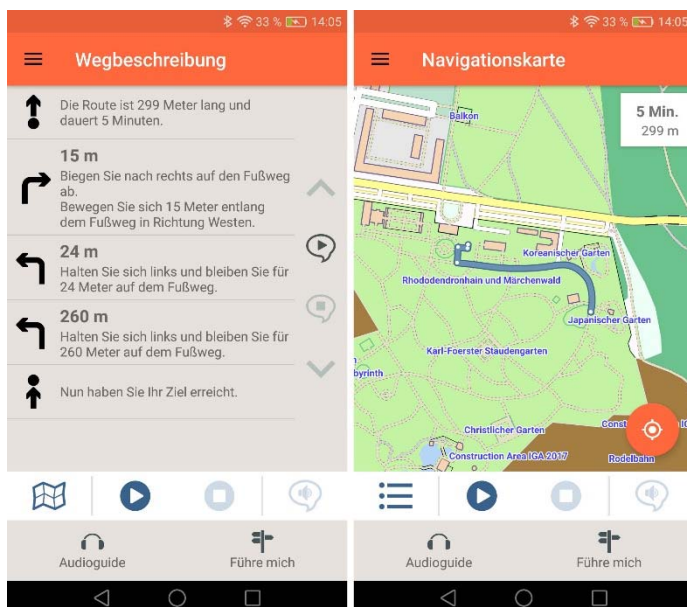 33 % 14:05
Wegbeschreibung
Die Route ist 299 Meter lang und
dauert 5 Minuten.
15 m
Biegen Sie nach rechts auf den Fußweg
ab.
Bewegen Sie sich 15 Meter entlang
dem Fußweg in Richtung Westen.
24 m
Halten Sie sich links und bleiben Sie für
24 Meter auf dem Fußweg.
260 m
Halten Sie sich links und bleiben Sie für
260 Meter auf dem Fußweg.
Nun haben Sie Ihr Ziel erreicht.
Audioguide
Führe mich
33 % 14:05
Navigationskarte
5 Min.
299 m
Balkon
Koreanischer Garten
Rhododendronhain und Märchenwald
Japanischer Garten
Karl-Foerster Staudengarten
byrinth
Christlicher Garten
Const
Construction Area IGA 2017
Rodelbahn
Audioguide
Führe mich